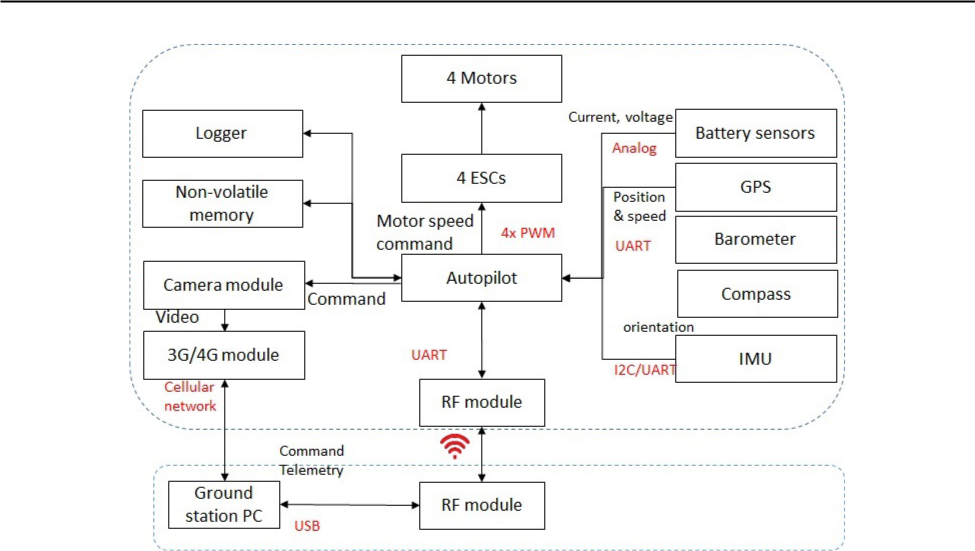 4 Motors
Logger
Current, voltage
Battery sensors
Analog
4 ESCs
Non-volatile
memory
GPS
Position
& speed
Motor speed
command
4x PWM
UART
Barometer
Camera module
Autopilot
Command
Compass
Video
orientation
3G/4G module
UART
IMU
I2C/UART
Cellular
network
RF module
Command
Telemetry
Ground
station PC
USB
RF module